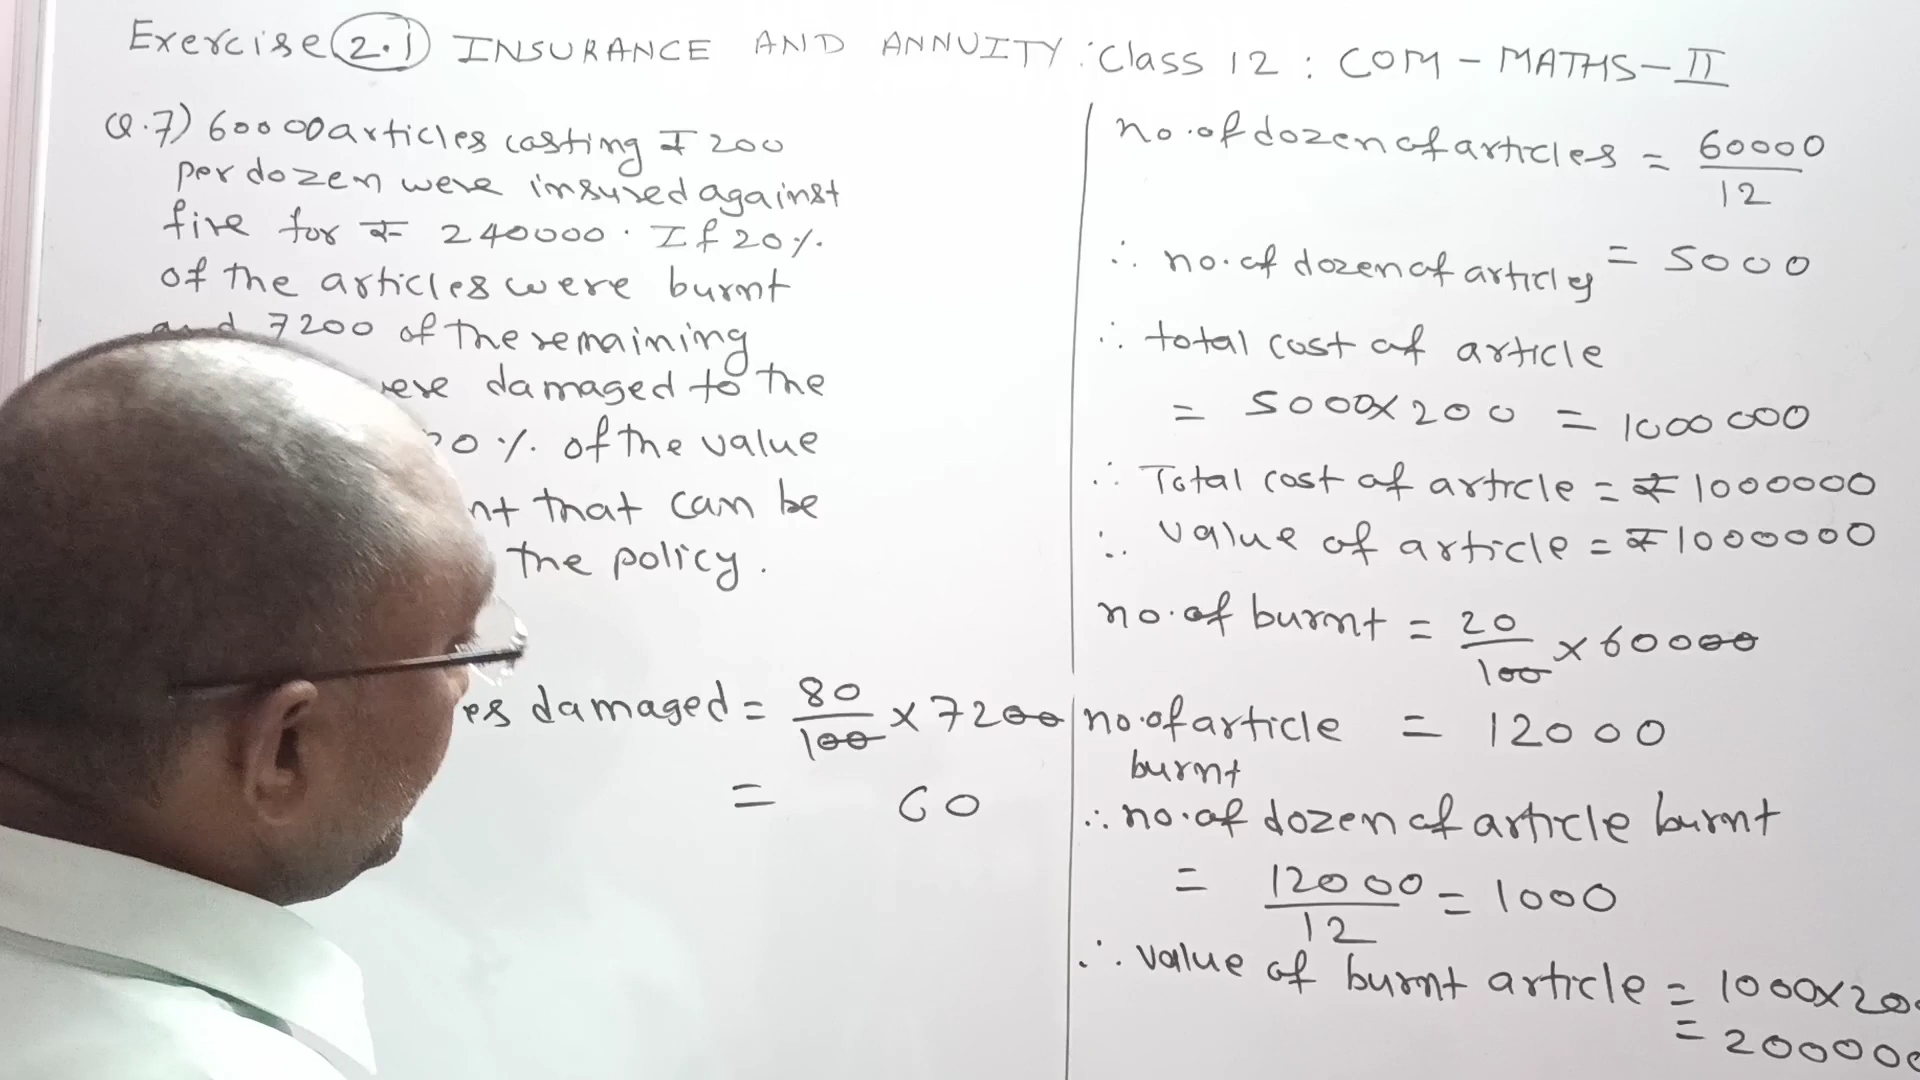 Exercise 2.1 INSURANCE AND ANNUITY : Class 12 : COM - MATHS - II
Q.7) 60000 articles costing ₹ 200
per dozen were insured against
fire for ₹ 240000. If 20%
of the articles were burnt
and 7200 of the remaining
damaged to the
0% of the value
that can be
the policy.
damaged = 80/100 × 7200
= 60
no. of dozen of articles = 60000/12
∴ no. of dozen of articles = 5000
∴ total cost of article
= 5000 × 200 = 1000000
∴ Total cost of article = ₹ 1000000
∴ value of article = ₹ 1000000
no. of burnt = 20/100 × 60000
no. of article burnt = 12000
∴ no. of dozen of article burnt
= 12000/12 = 1000
∴ value of burnt article = 1000 × 200
= 200000